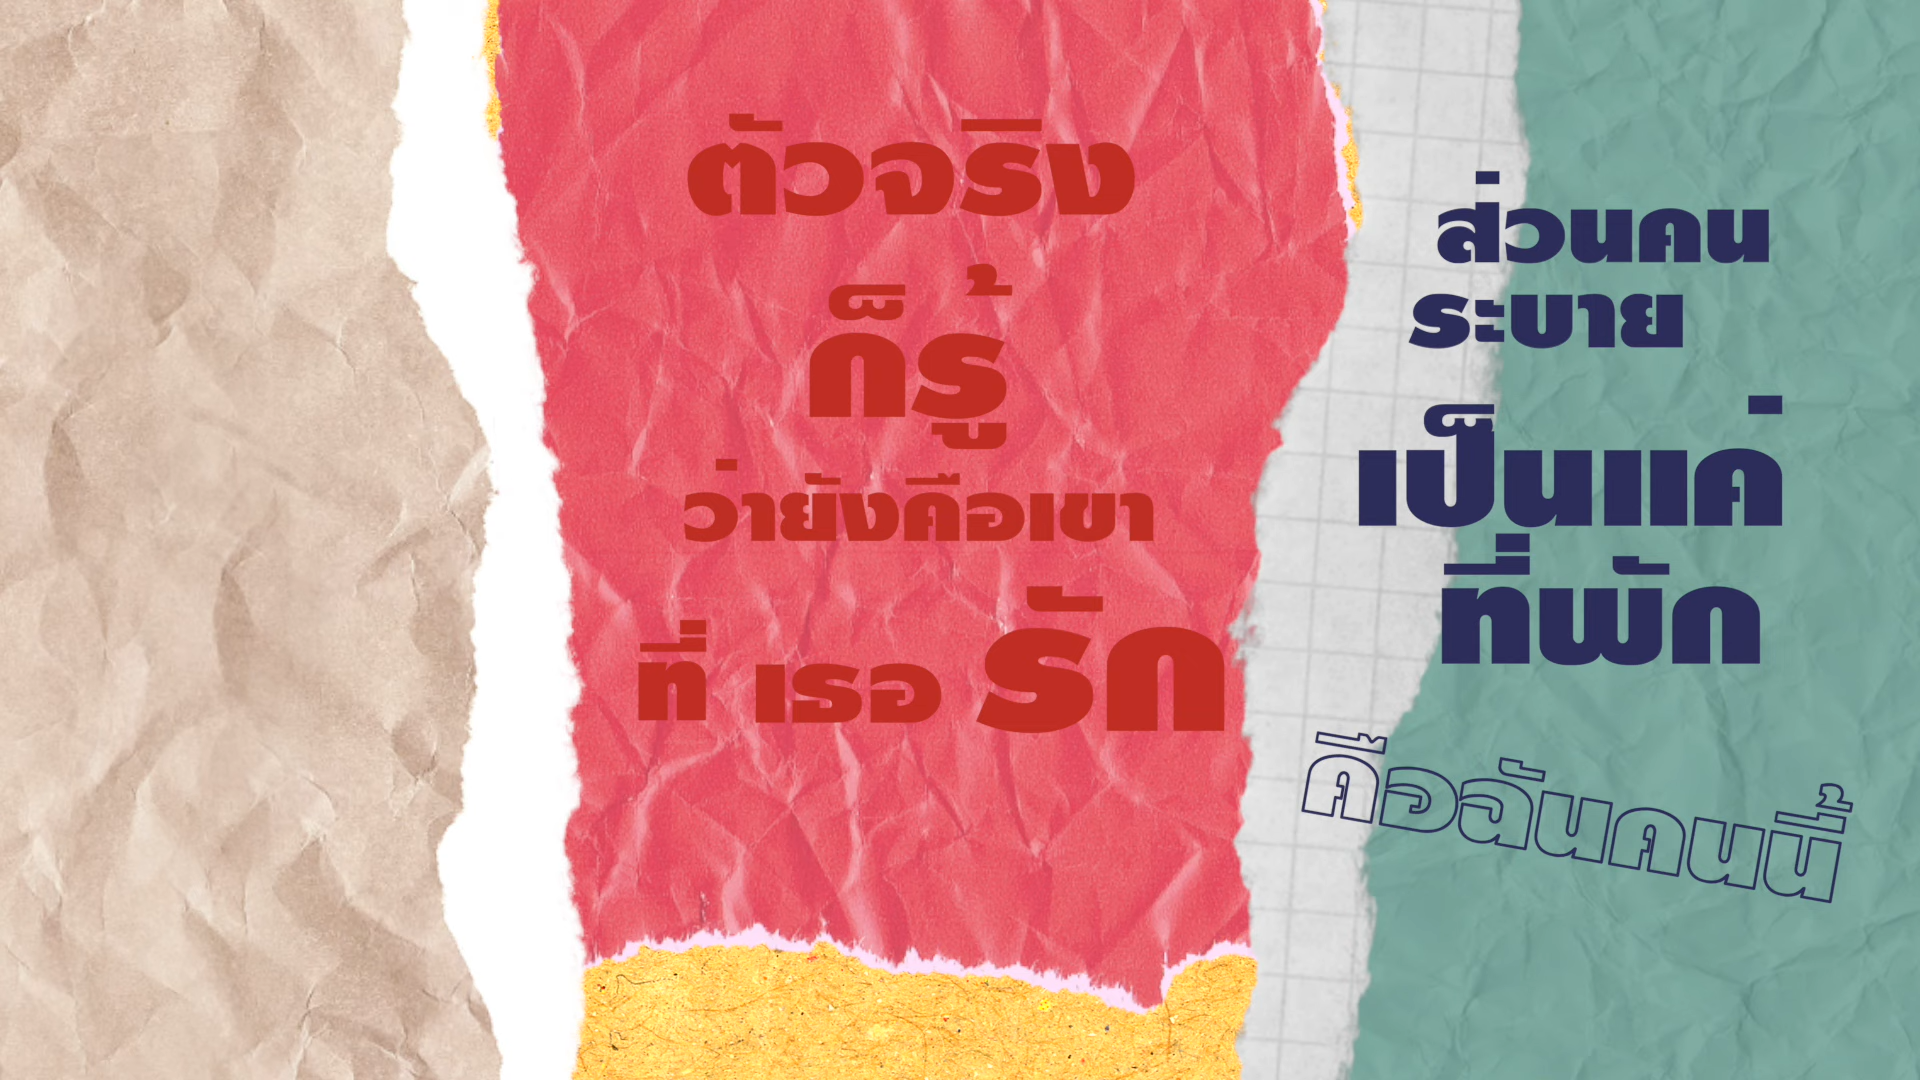 ตัวจริง
ก็รู้
ว่ายังคือเขา
ที่ เธอ รัก
ส่วนคน
ระบาย
เป็นแค่
ที่พัก
คือฉันคนนี้